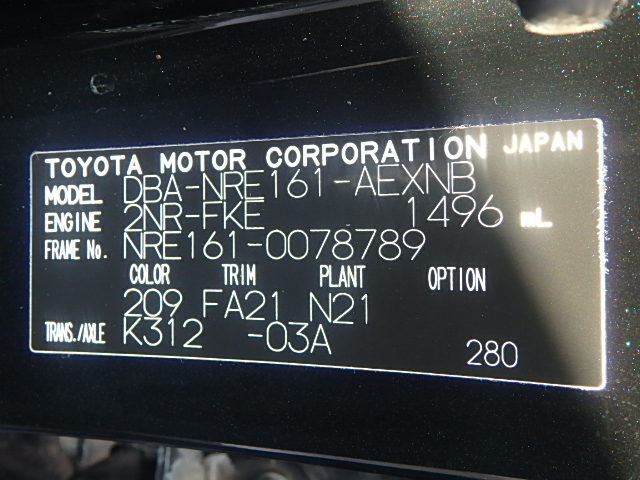 TOYOTA MOTOR CORPORATION JAPAN
MODEL DBA-NRE161-AEXNB
ENGINE 2NR-FKE 1496 mL
FRAME No. NRE161-0078789
COLOR TRIM PLANT OPTION
209 FA21 N21
TRANS./AXLE K312 -03A
280